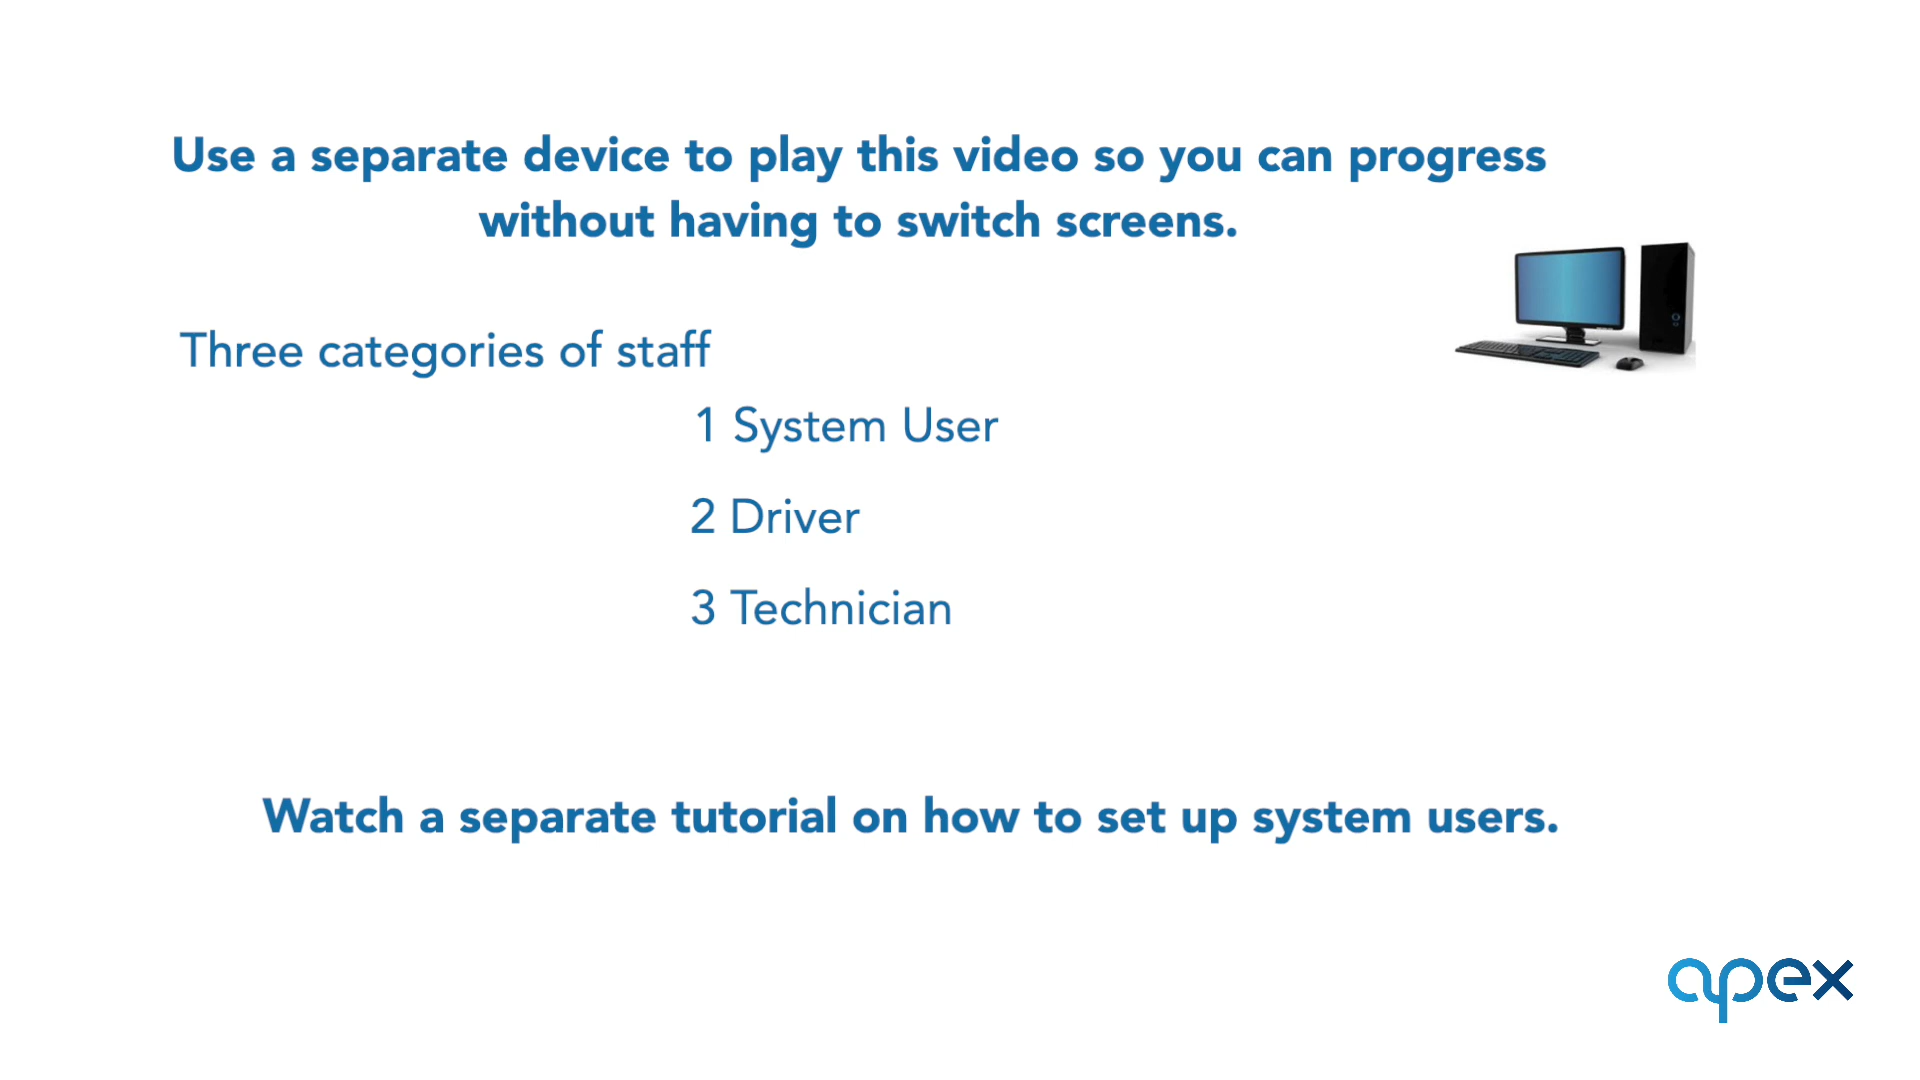 Use a separate device to play this video so you can progress
without having to switch screens.
Three categories of staff
1 System User
2 Driver
3 Technician
Watch a separate tutorial on how to set up system users.
apex